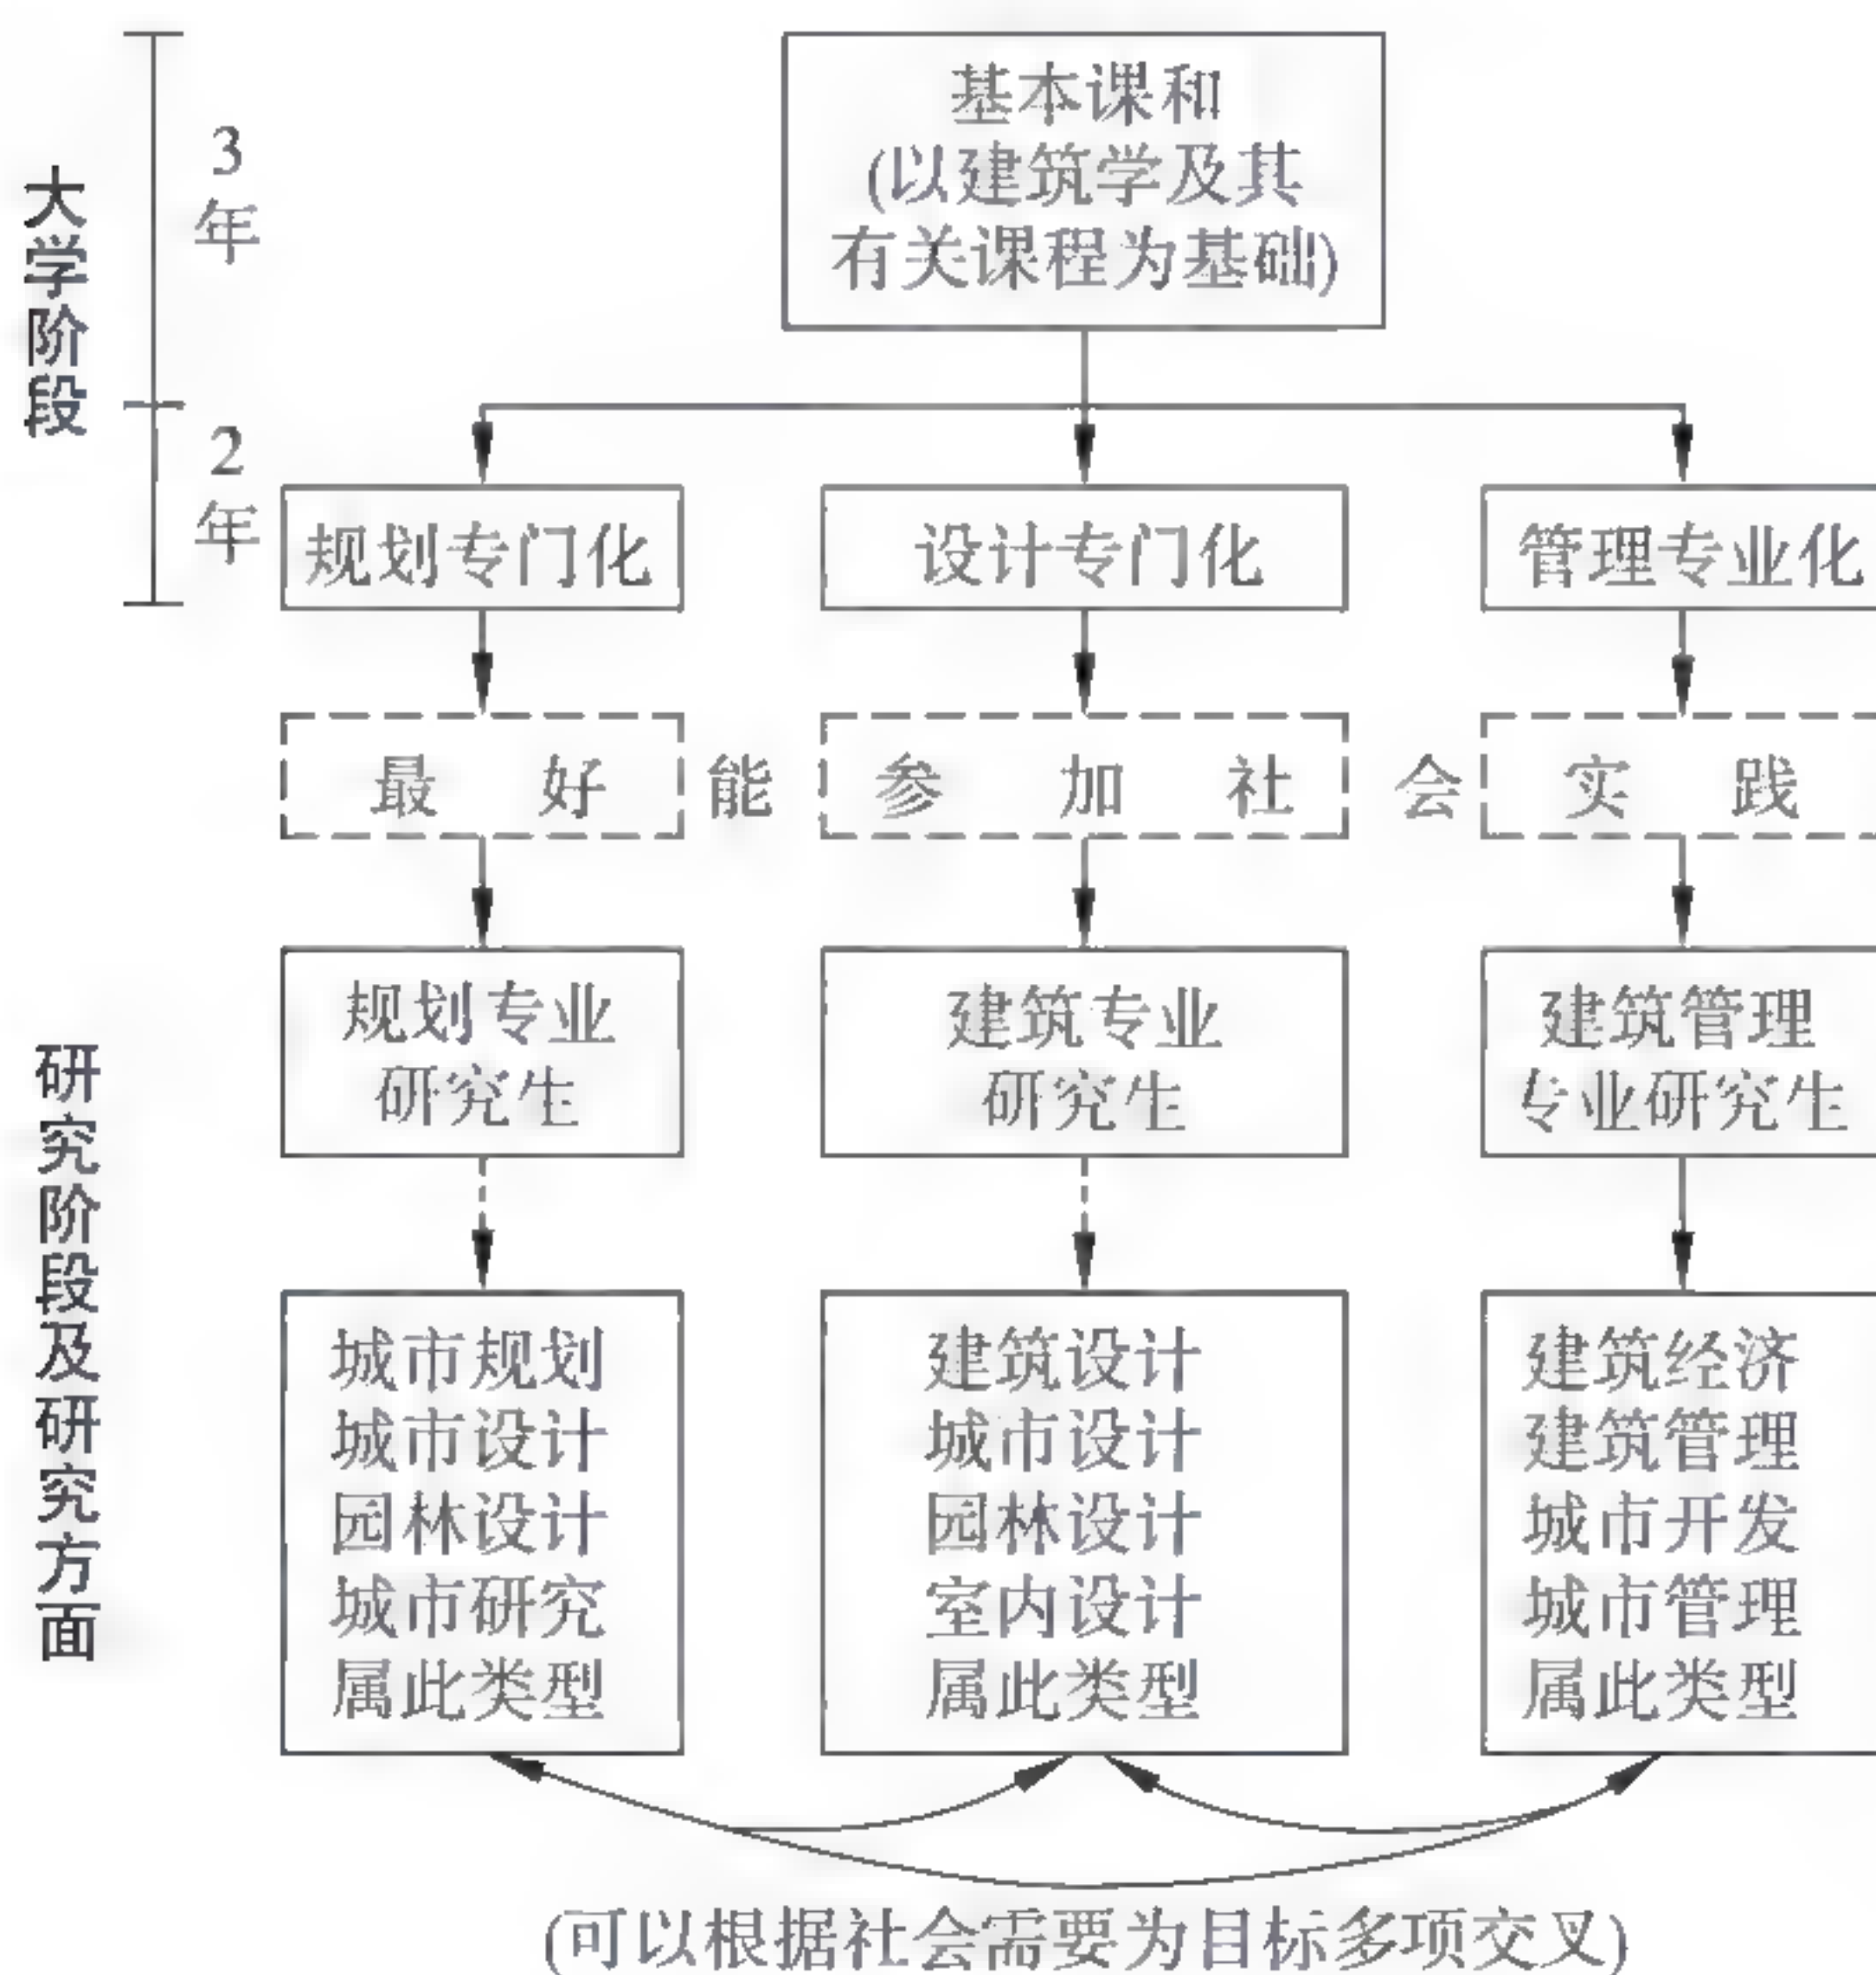 大学阶段
3年
2年
基本课和
(以建筑学及其
有关课程为基础)
规划专门化
设计专门化
管理专业化
最好能参加社会实践
研究阶段及研究方面
规划专业
研究生
建筑专业
研究生
建筑管理
专业研究生
城市规划
城市设计
园林设计
城市研究
属此类型
建筑设计
城市设计
园林设计
室内设计
属此类型
建筑经济
建筑管理
城市开发
城市管理
属此类型
(可以根据社会需要为目标多项交叉)